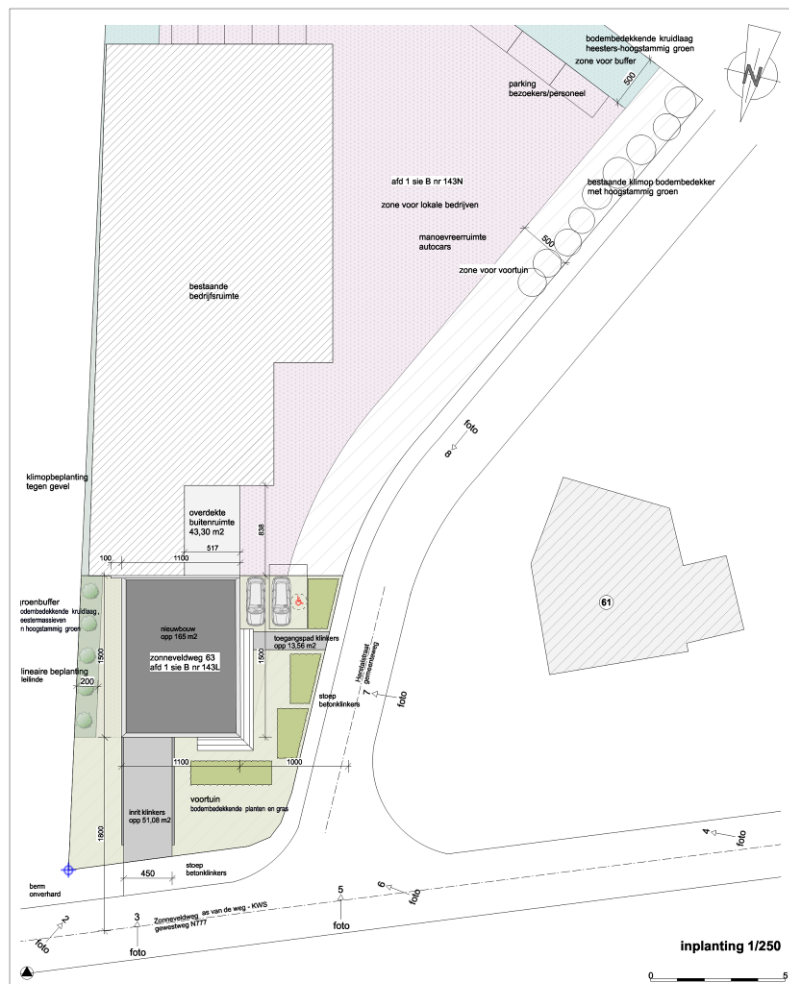 bodembedekkende kruidlaag
heesters-hoogstammig groen
zone voor buffer
500
parking
bezoekers/personeel
N
afd 1 sie B nr 143N
zone voor lokale bedrijven
bestaande klimop bodembedekker
met hoogstammig groen
manoevreerruimte
autocars
500
zone voor voortuin
bestaande
bedrijfsruimte
foto
8
klimopbeplanting
tegen gevel
overdekte
buitenruimte
43,30 m2
838
517
100
1100
61
groenbuffer
bodembedekkende kruidlaag,
heestermassieven
en hoogstammig groen
nieuwbouw
opp 165 m2
toegangspad klinkers
opp 13,56 m2
zonneveldweg 63
afd 1 sie B nr 143L
1500
1500
lineaire beplanting
leilinde
200
Herstalstraat
gemeenteweg
stoep
betonklinkers
7
foto
1100
1000
voortuin
bodembedekkende planten en gras
inrit klinkers
opp 51,08 m2
1800
450
stoep
betonklinkers
berm
onverhard
4
foto
6
foto
5
foto
Zonneveldweg as van de weg - KWS
gewestweg N777
3
foto
2
foto
inplanting 1/250
0
5